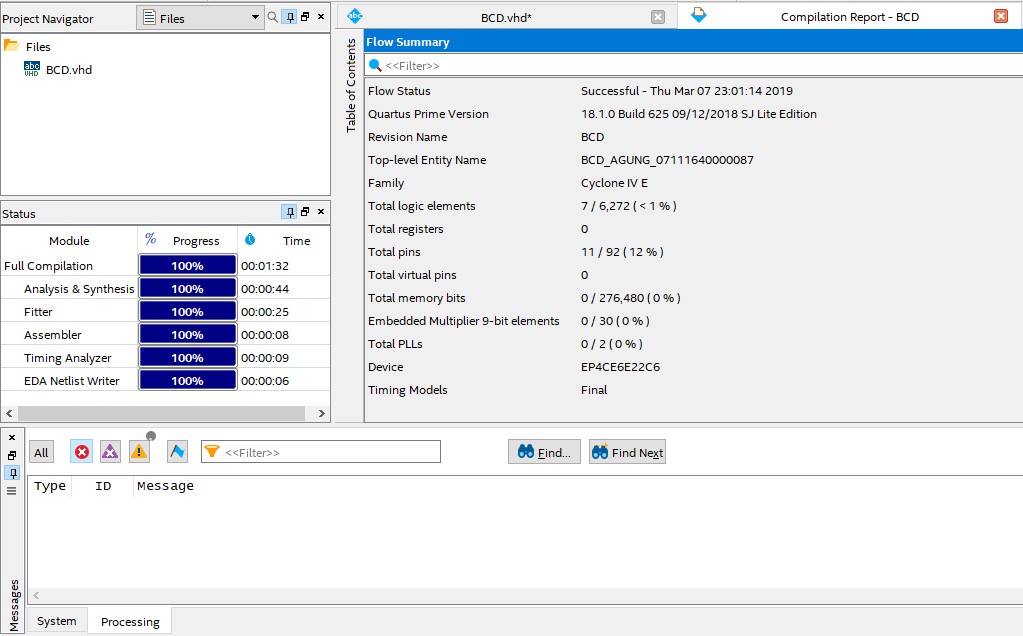 Project Navigator
Files
Files
BCD.vhd
Status
Module % Progress Time
Full Compilation 100% 00:01:32
Analysis & Synthesis 100% 00:00:44
Fitter 100% 00:00:25
Assembler 100% 00:00:08
Timing Analyzer 100% 00:00:09
EDA Netlist Writer 100% 00:00:06
abc BCD.vhd*
Compilation Report - BCD
Table of Contents
Flow Summary
<<Filter>>
Flow Status Successful - Thu Mar 07 23:01:14 2019
Quartus Prime Version 18.1.0 Build 625 09/12/2018 SJ Lite Edition
Revision Name BCD
Top-level Entity Name BCD_AGUNG_07111640000087
Family Cyclone IV E
Total logic elements 7 / 6,272 ( < 1 % )
Total registers 0
Total pins 11 / 92 ( 12 % )
Total virtual pins 0
Total memory bits 0 / 276,480 ( 0 % )
Embedded Multiplier 9-bit elements 0 / 30 ( 0 % )
Total PLLs 0 / 2 ( 0 % )
Device EP4CE6E22C6
Timing Models Final
All
<<Filter>>
Find...
Find Next
Type ID Message
Messages
System
Processing